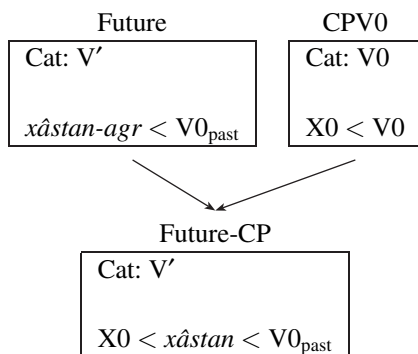 Future
CPV0
Cat: V′
Cat: V0
xâstan-agr < V0past
X0 < V0
Future-CP
Cat: V′
X0 < xâstan < V0past